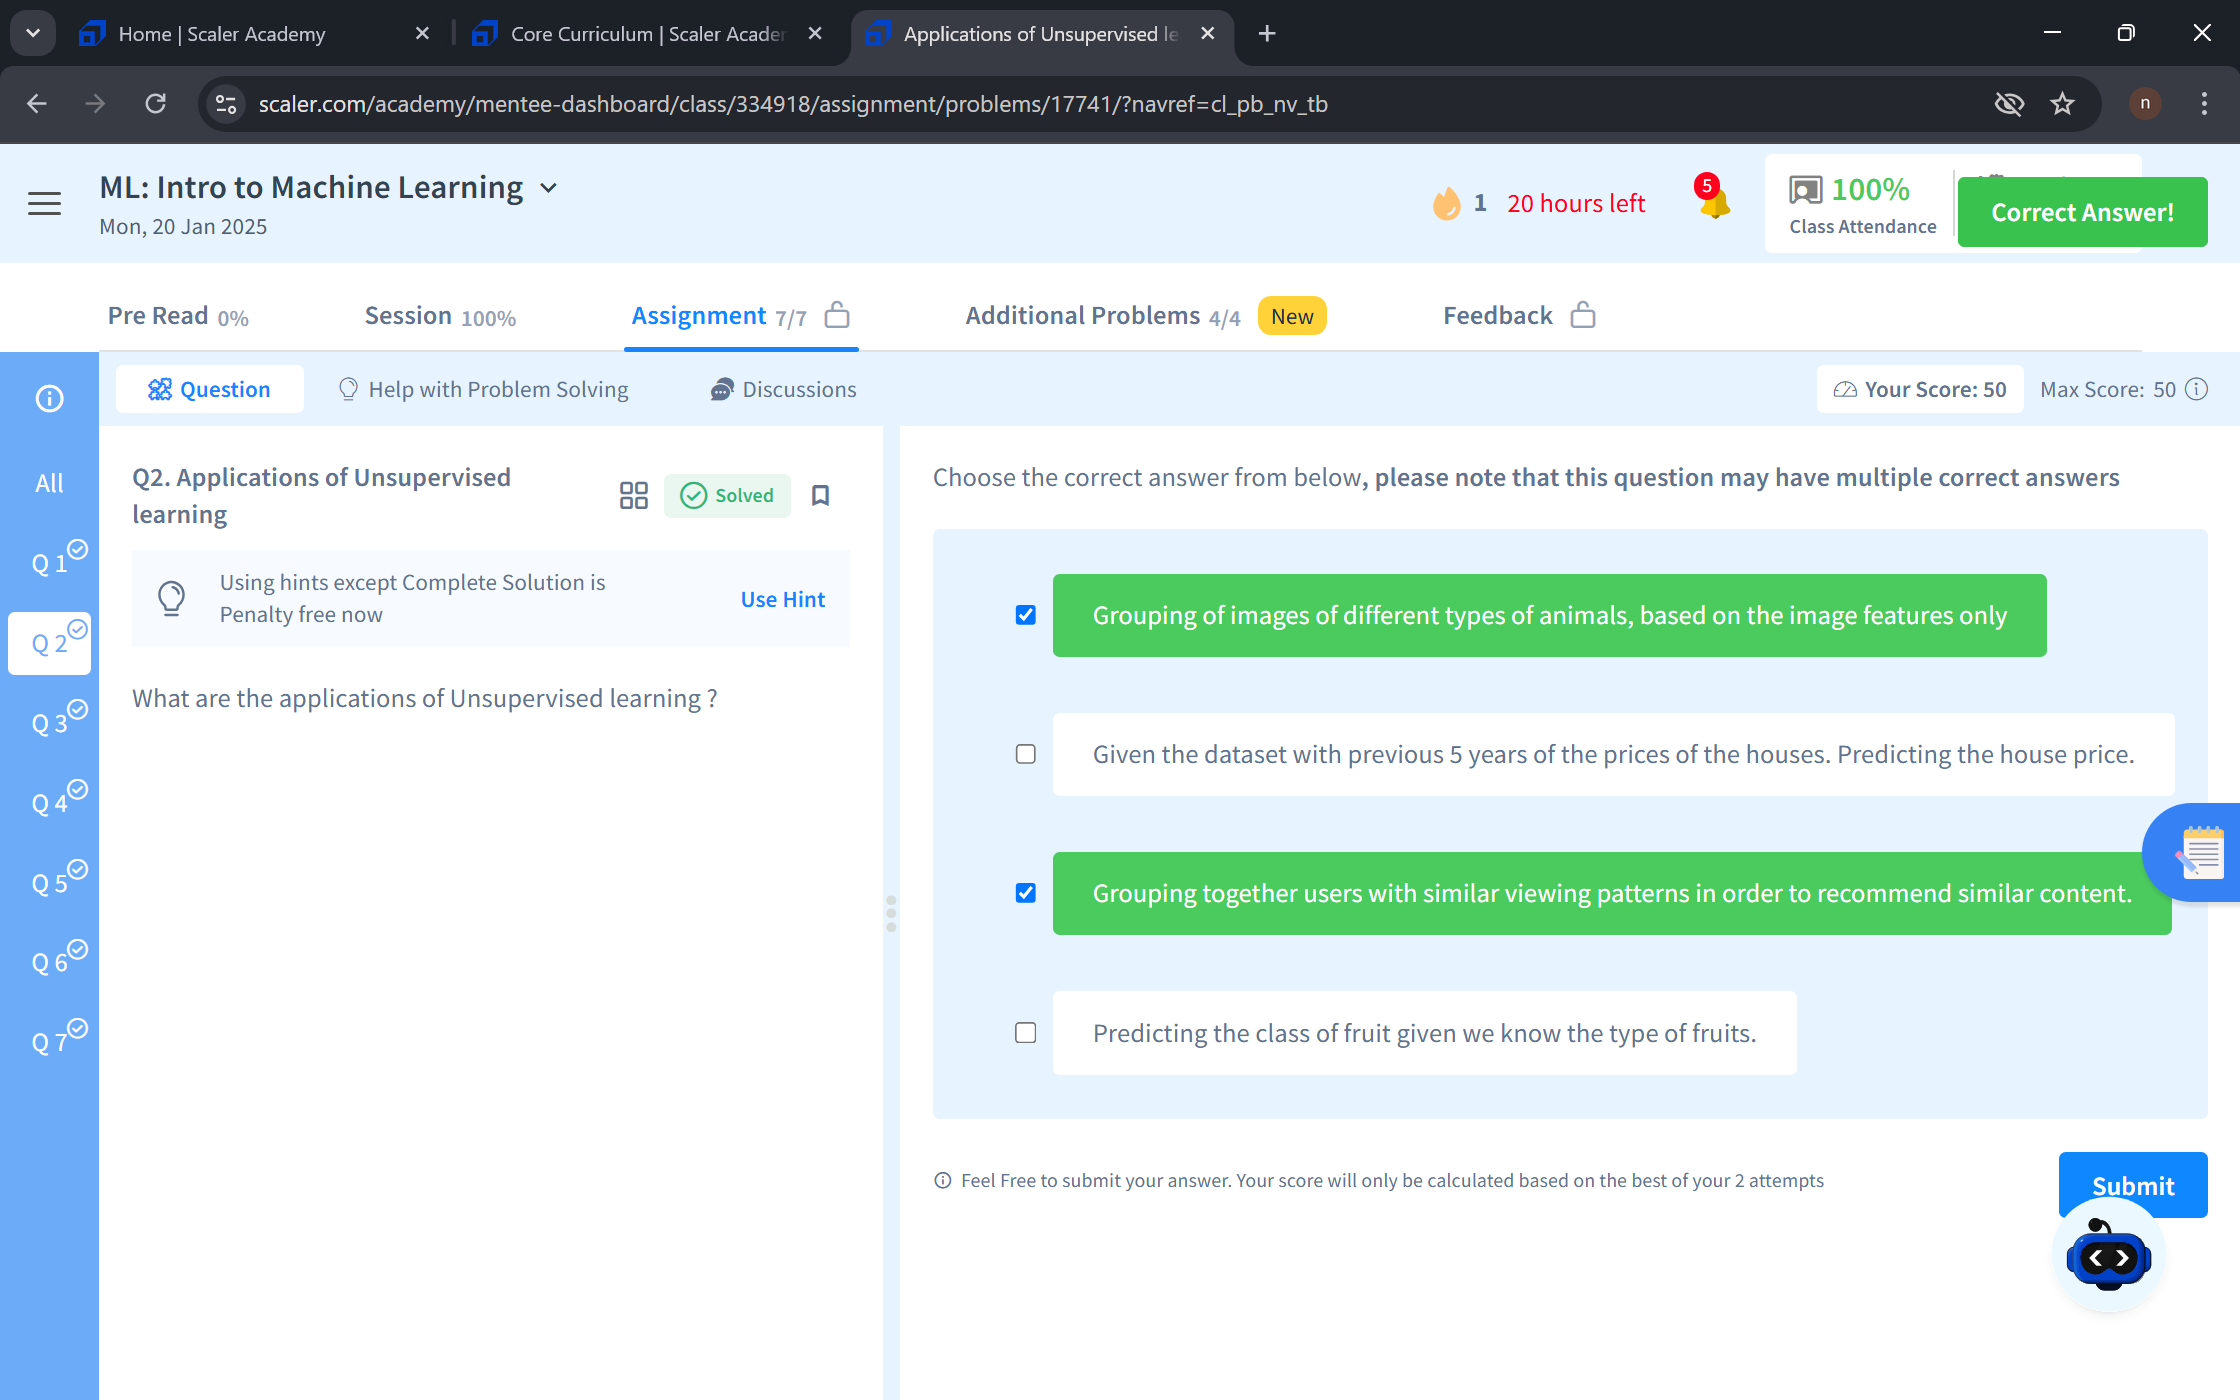 Home | Scaler Academy
Core Curriculum | Scaler Acade
Applications of Unsupervised le
scaler.com/academy/mentee-dashboard/class/334918/assignment/problems/17741/?navref=cl_pb_nv_tb
n
ML: Intro to Machine Learning
Mon, 20 Jan 2025
1
20 hours left
5
100%
Class Attendance
Correct Answer!
Pre Read 0%
Session 100%
Assignment 7/7
Additional Problems 4/4
New
Feedback
Question
Help with Problem Solving
Discussions
Your Score: 50
Max Score: 50
All
Q 1
Q 2
Q 3
Q 4
Q 5
Q 6
Q 7
Q2. Applications of Unsupervised
learning
Solved
Using hints except Complete Solution is
Penalty free now
Use Hint
What are the applications of Unsupervised learning ?
Choose the correct answer from below, please note that this question may have multiple correct answers
Grouping of images of different types of animals, based on the image features only
Given the dataset with previous 5 years of the prices of the houses. Predicting the house price.
Grouping together users with similar viewing patterns in order to recommend similar content.
Predicting the class of fruit given we know the type of fruits.
Feel Free to submit your answer. Your score will only be calculated based on the best of your 2 attempts
Submit